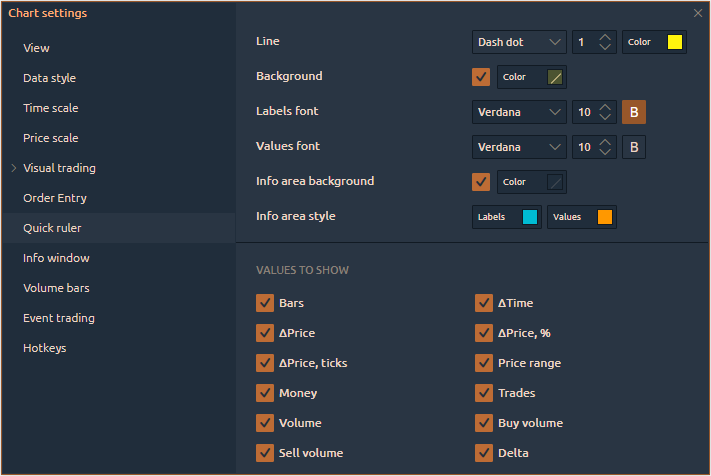 Chart settings
View
Data style
Time scale
Price scale
Visual trading
Order Entry
Quick ruler
Info window
Volume bars
Event trading
Hotkeys
Line Dash dot 1 Color
Background Color
Labels font Verdana 10 B
Values font Verdana 10 B
Info area background Color
Info area style Labels Values
VALUES TO SHOW
Bars ΔTime
ΔPrice ΔPrice, %
ΔPrice, ticks Price range
Money Trades
Volume Buy volume
Sell volume Delta